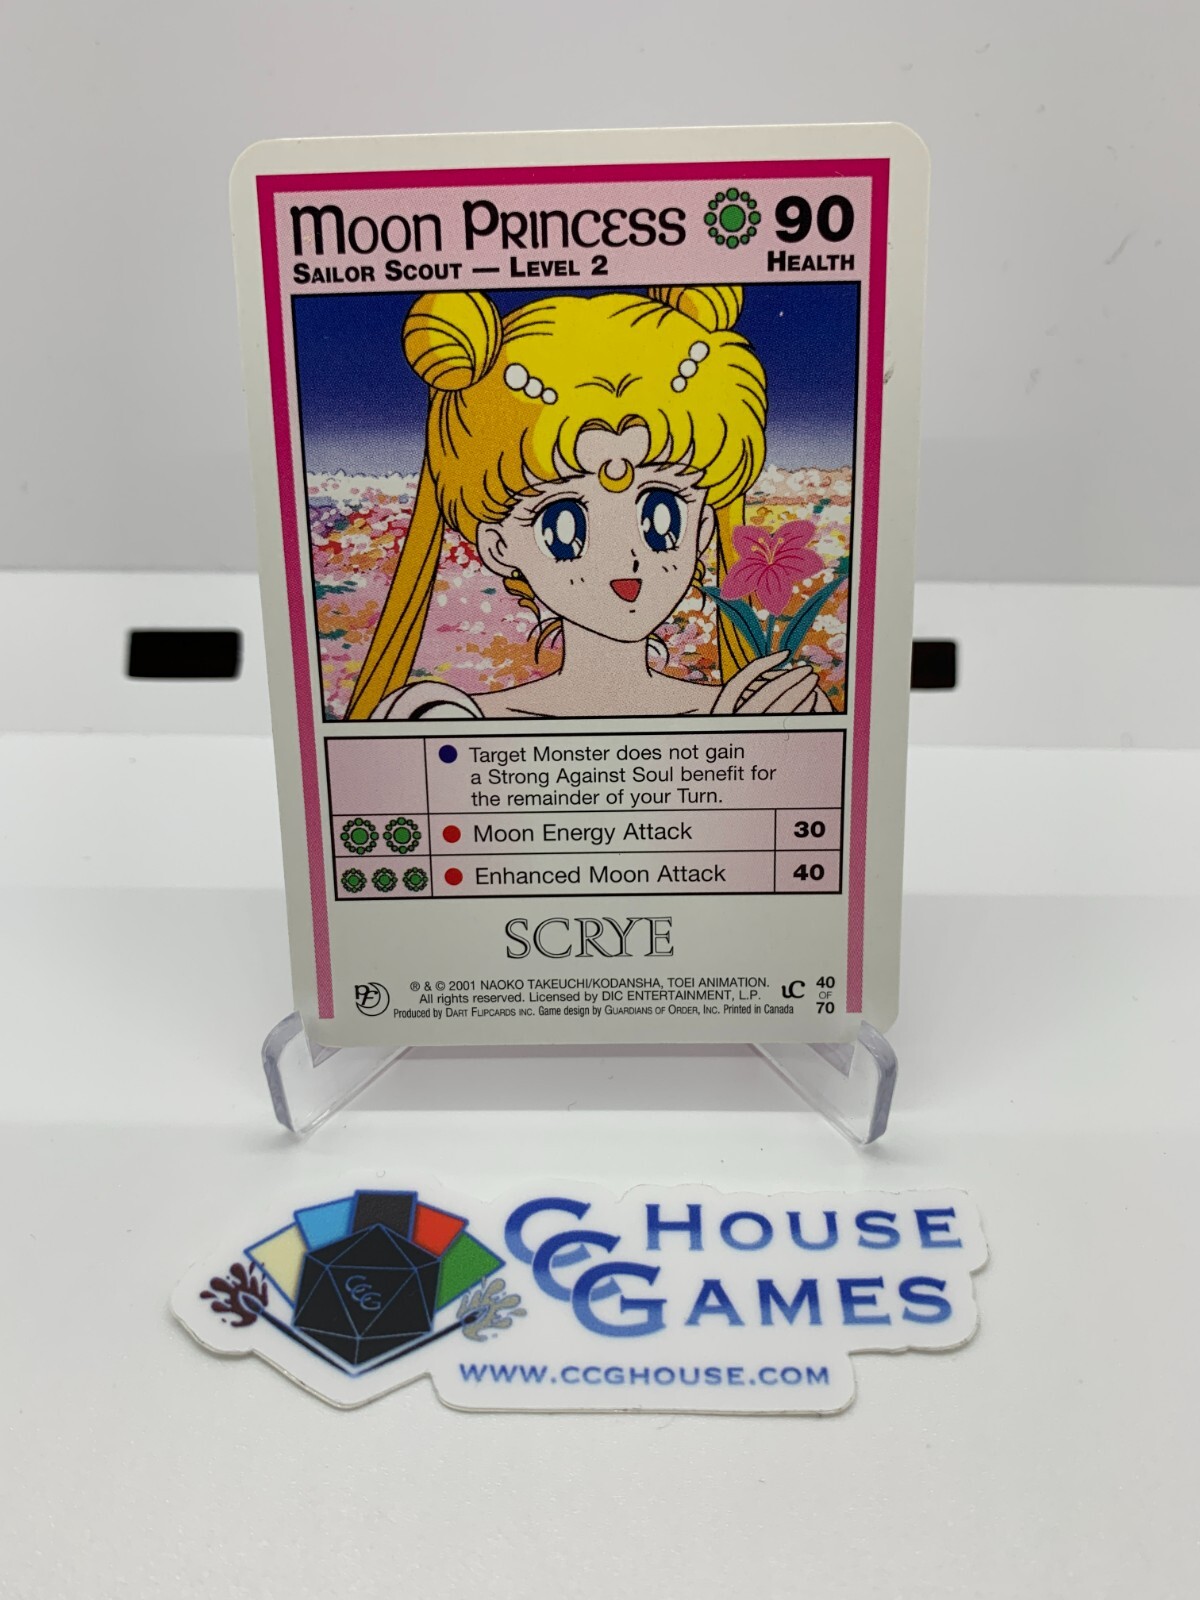 Moon Princess 90
Sailor Scout — Level 2 Health
Target Monster does not gain
a Strong Against Soul benefit for
the remainder of your Turn.
Moon Energy Attack 30
Enhanced Moon Attack 40
SCRYE
® & © 2001 NAOKO TAKEUCHI/KODANSHA, TOEI ANIMATION.
All rights reserved. Licensed by DIC ENTERTAINMENT, L.P.
Produced by DART FLIPCARDS INC. Game design by GUARDIANS OF ORDER, INC. Printed in Canada
UC 40
OF
70
CCG HOUSE
GAMES
CCG
WWW.CCGHOUSE.COM